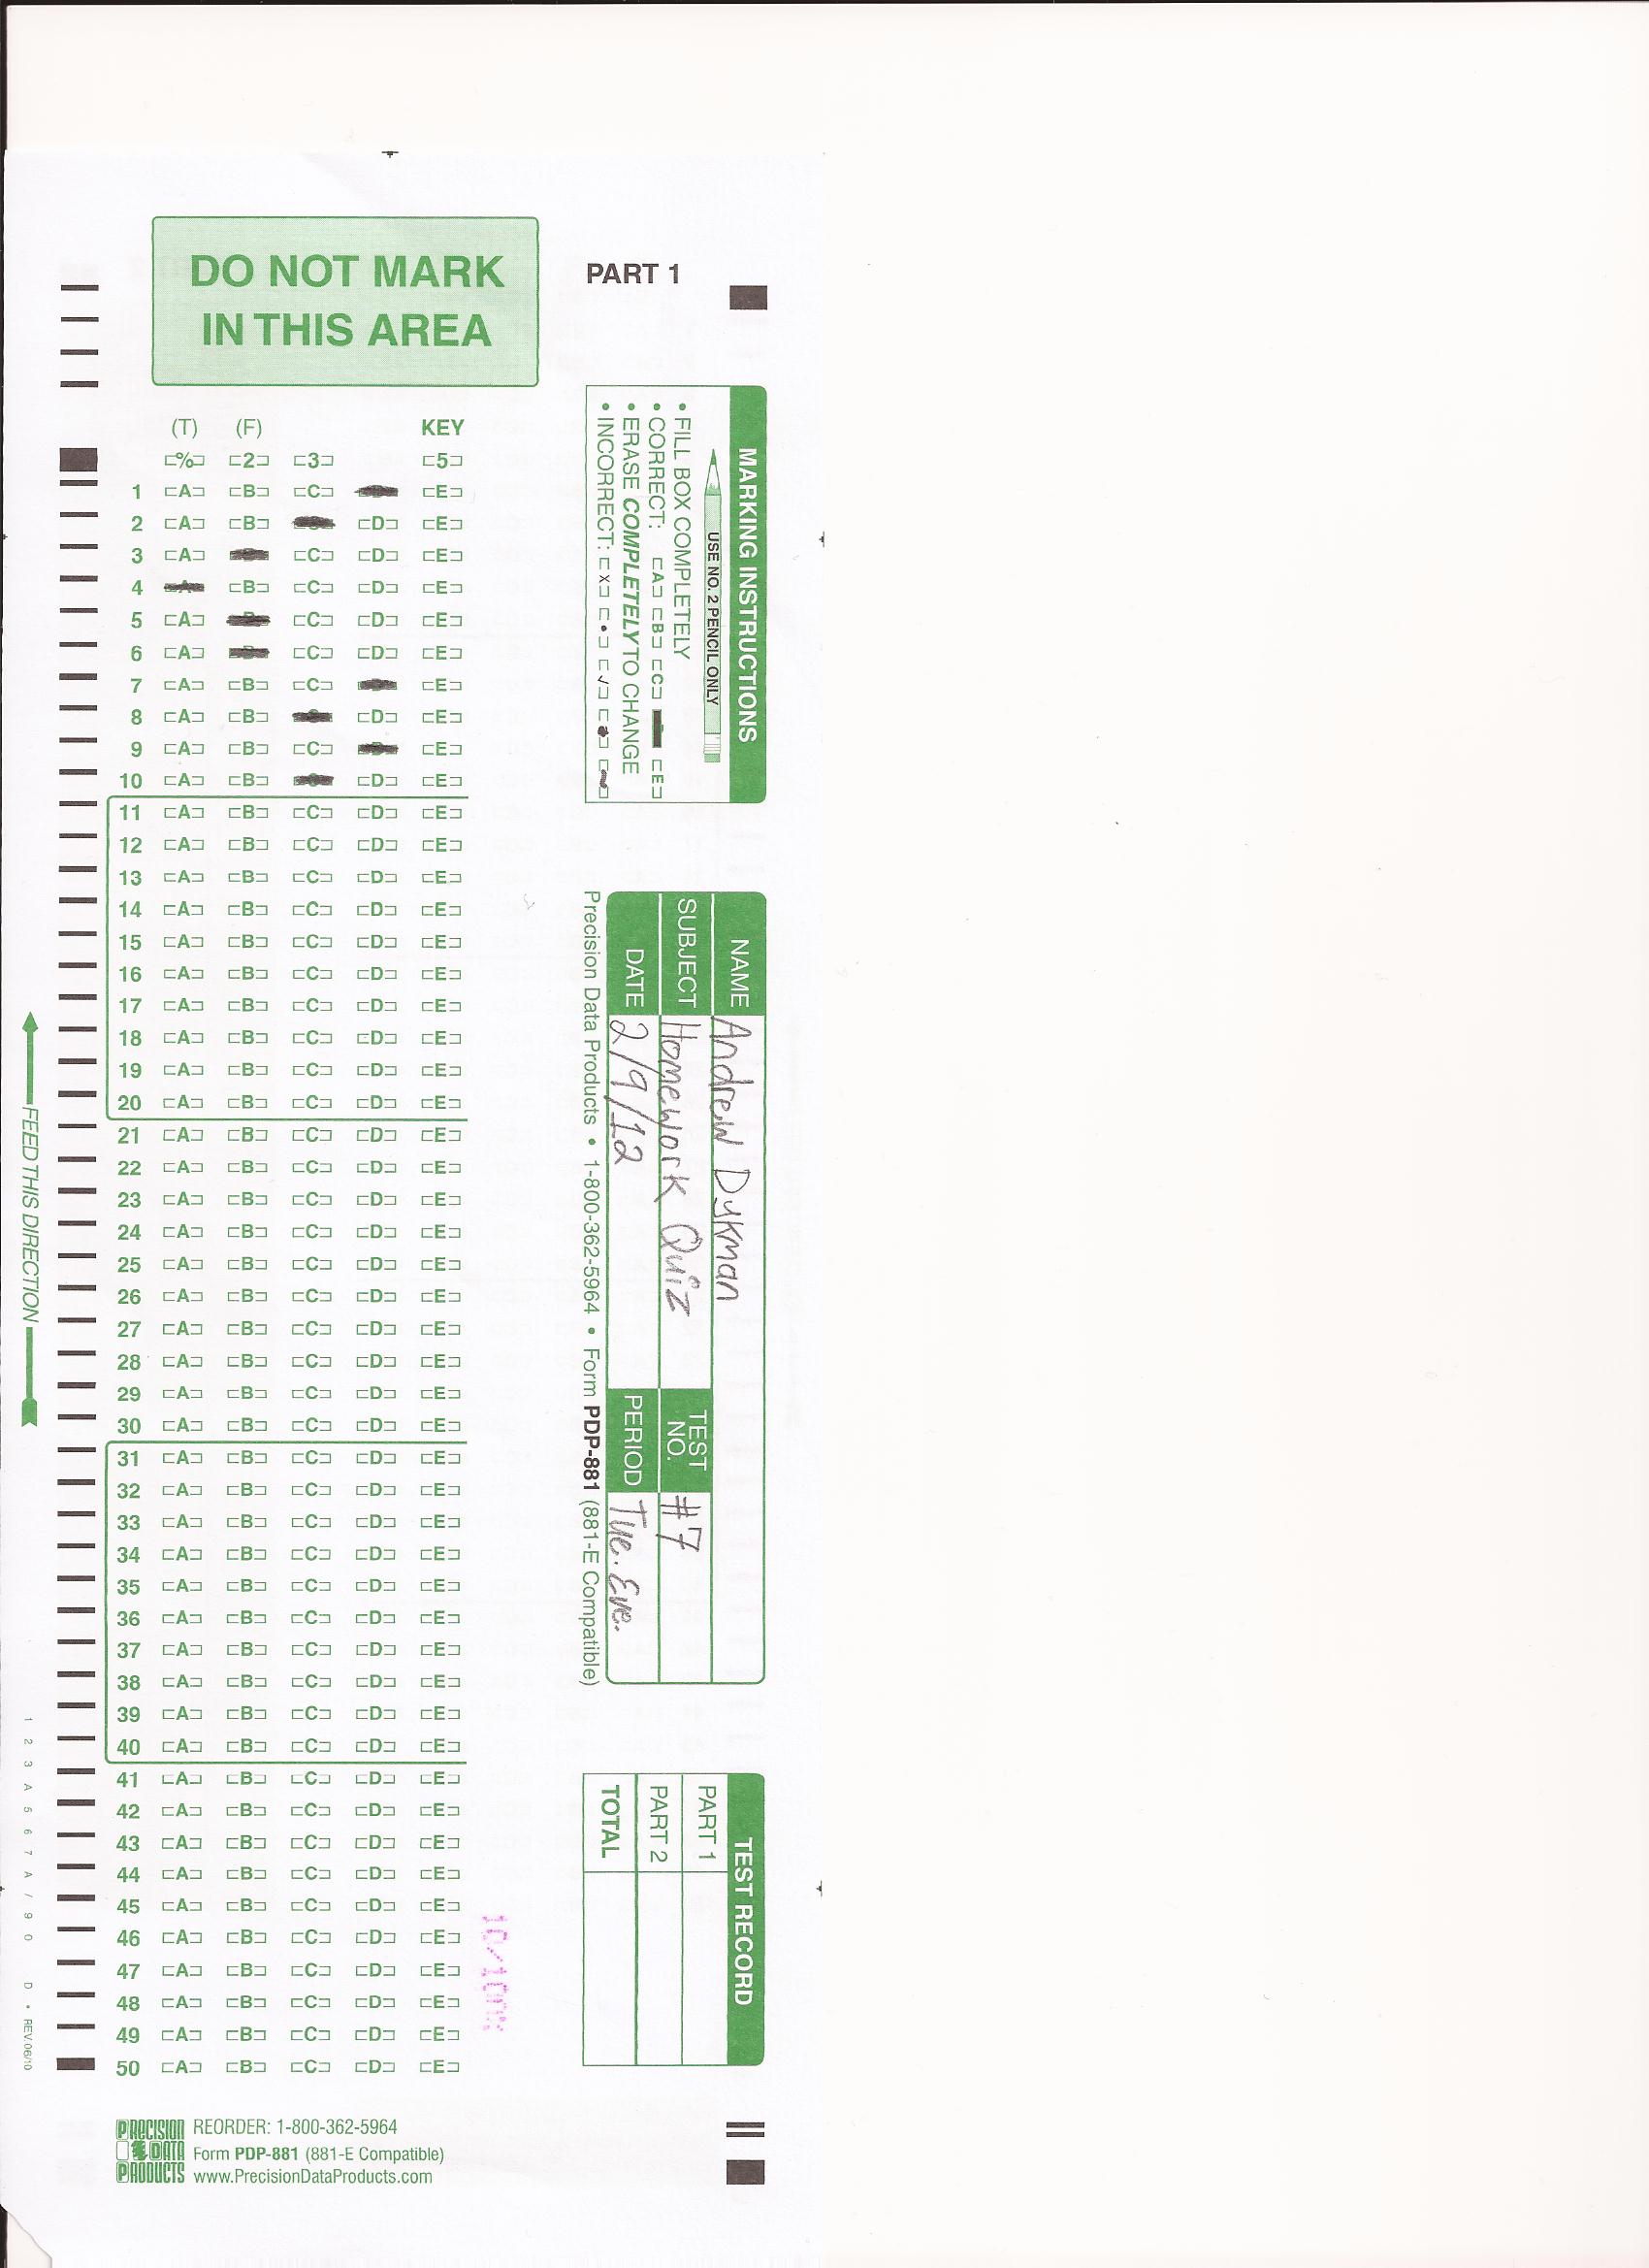 DO NOT MARK
IN THIS AREA
PART 1
(T) (F) KEY
% 2 3 5
1 A B C E
2 A B D E
3 A C D E
4 A B C D E
5 A C D E
6 A C D E
7 A B C E
8 A B D E
9 A B C D E
10 A B D E
11 A B C D E
12 A B C D E
13 A B C D E
14 A B C D E
15 A B C D E
16 A B C D E
17 A B C D E
18 A B C D E
19 A B C D E
20 A B C D E
21 A B C D E
22 A B C D E
23 A B C D E
24 A B C D E
25 A B C D E
26 A B C D E
27 A B C D E
28 A B C D E
29 A B C D E
30 A B C D E
31 A B C D E
32 A B C D E
33 A B C D E
34 A B C D E
35 A B C D E
36 A B C D E
37 A B C D E
38 A B C D E
39 A B C D E
40 A B C D E
41 A B C D E
42 A B C D E
43 A B C D E
44 A B C D E
45 A B C D E
46 A B C D E
47 A B C D E
48 A B C D E
49 A B C D E
50 A B C D E
MARKING INSTRUCTIONS
USE NO. 2 PENCIL ONLY
• FILL BOX COMPLETELY
• CORRECT: A B C E
• ERASE COMPLETELY TO CHANGE
• INCORRECT:
NAME Andrew Dykman
SUBJECT Homework Quiz TEST NO. #7
DATE 2/9/12 PERIOD Tue. Eve.
Precision Data Products • 1-800-362-5964 • Form PDP-881 (881-E Compatible)
TEST RECORD
PART 1
PART 2
TOTAL
FEED THIS DIRECTION
1 2 3 A 5 6 7 A / 9 0 D • REV.06/10
PRECISION DATA PRODUCTS
REORDER: 1-800-362-5964
Form PDP-881 (881-E Compatible)
www.PrecisionDataProducts.com